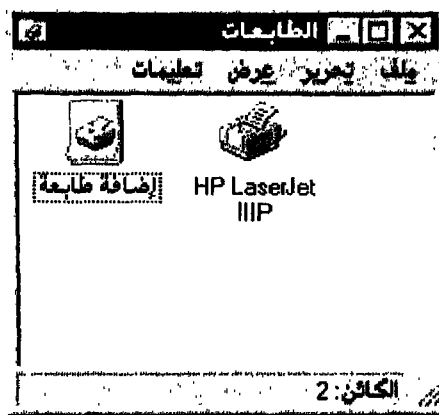 الطابعات
ملف تحرير عرض تعليمات
إضافة طابعة
HP LaserJet
IIIP
الكائن: 2